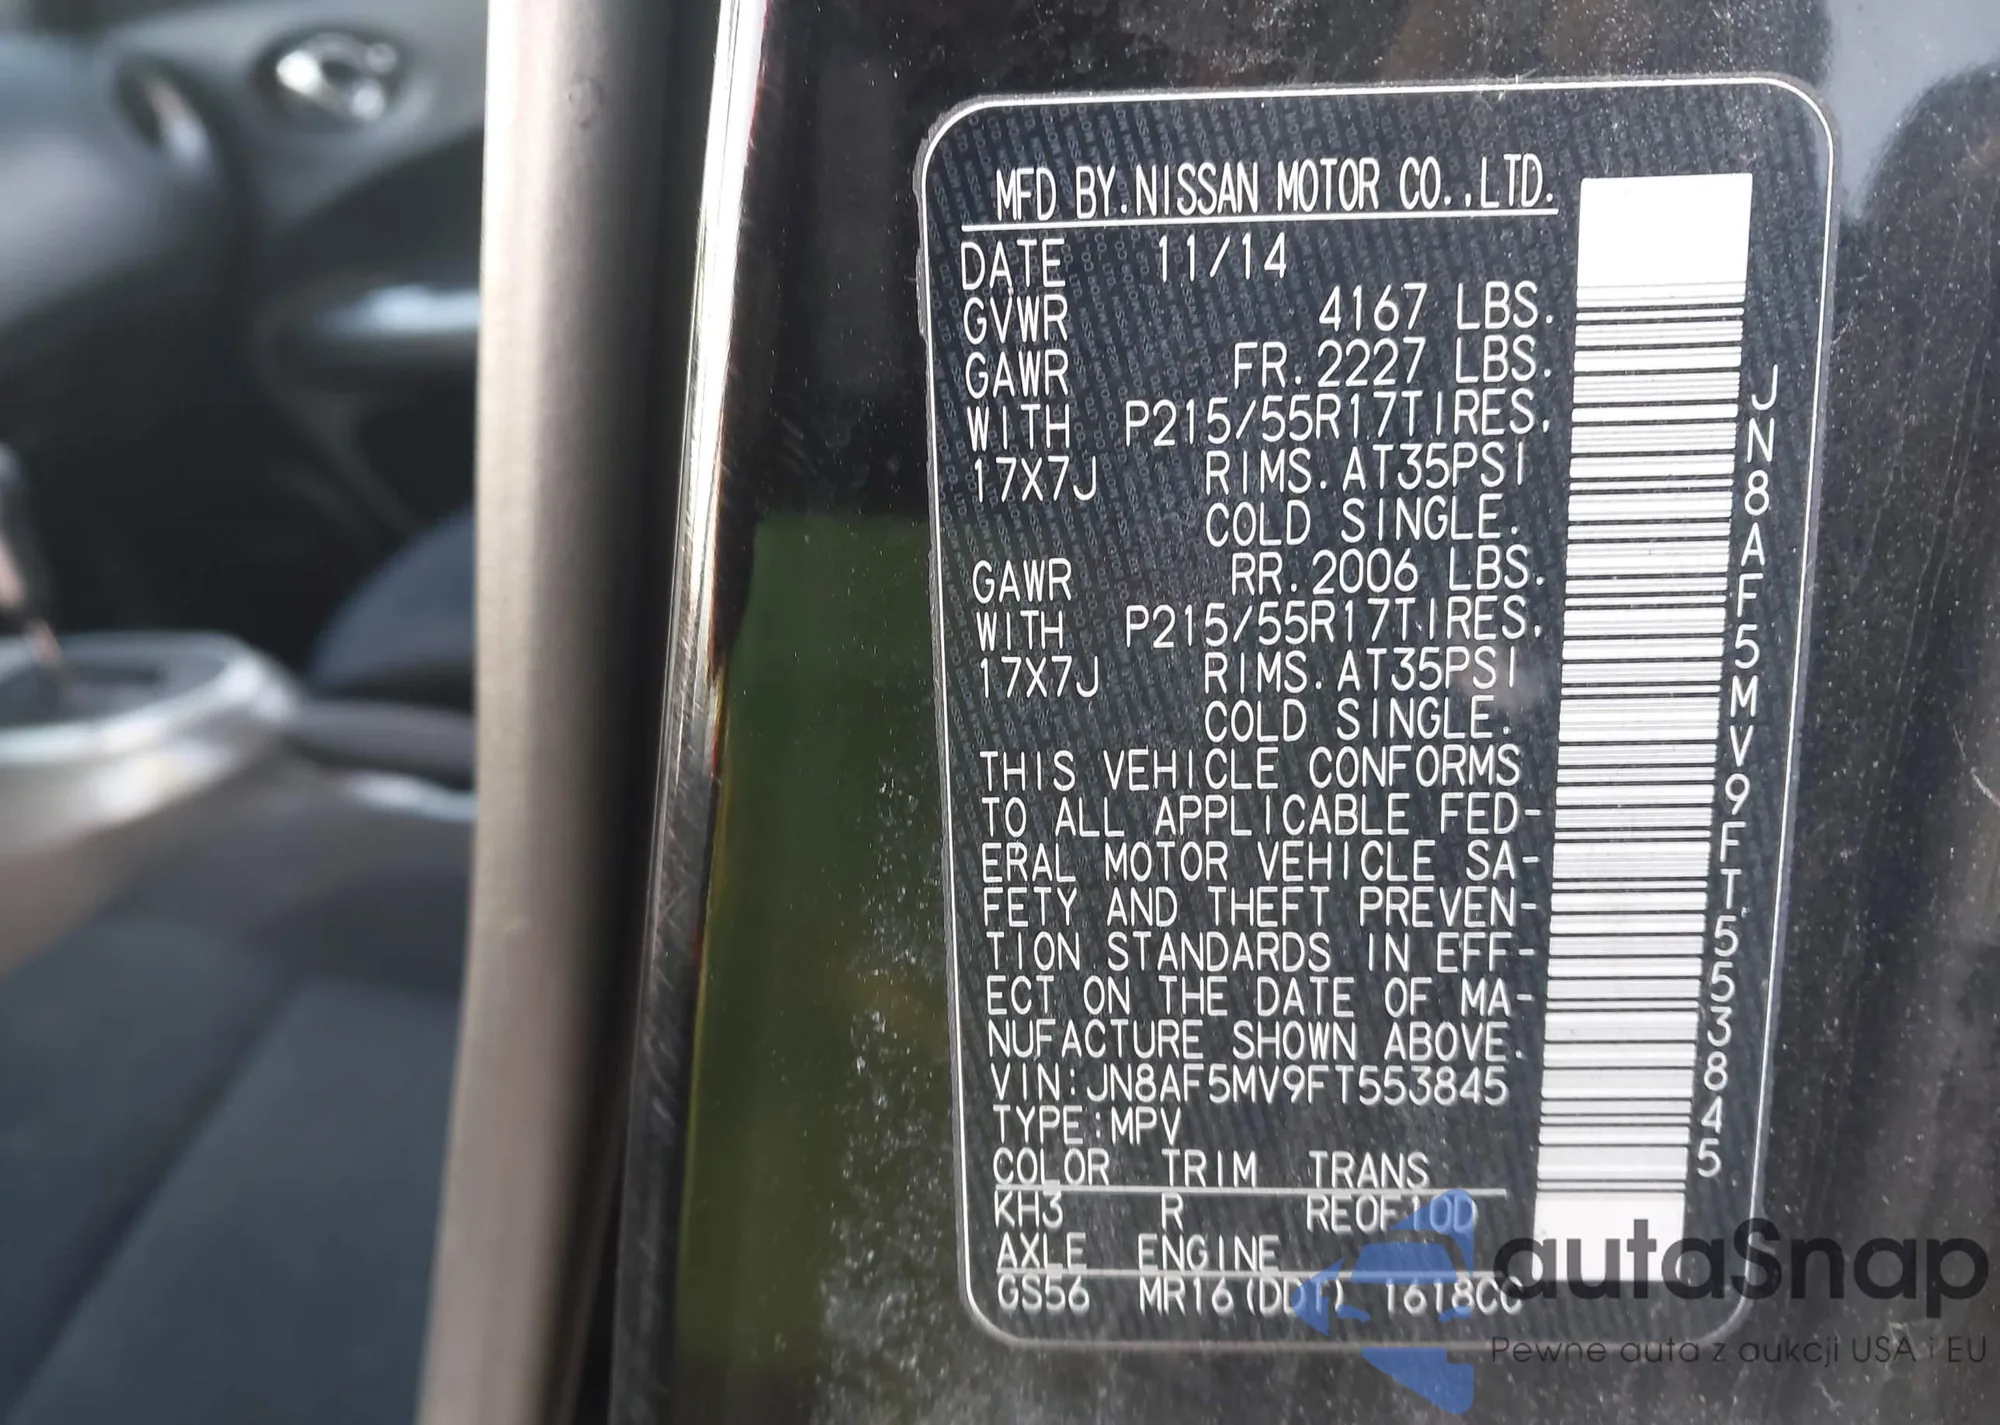 MFD BY.NISSAN MOTOR CO.,LTD.
DATE 11/14
GVWR 4167 LBS.
GAWR FR.2227 LBS.
WITH P215/55R17TIRES.
17X7J RIMS.AT35PSI
COLD SINGLE.
GAWR RR.2006 LBS.
WITH P215/55R17TIRES.
17X7J RIMS.AT35PSI
COLD SINGLE.
THIS VEHICLE CONFORMS
TO ALL APPLICABLE FED-
ERAL MOTOR VEHICLE SA-
FETY AND THEFT PREVEN-
TION STANDARDS IN EFF-
ECT ON THE DATE OF MA-
NUFACTURE SHOWN ABOVE.
VIN:JN8AF5MV9FT553845
TYPE:MPV
COLOR TRIM TRANS
KH3 R RE0F10D
AXLE ENGINE
GS56 MR16(DDT) 1618CC
JN8AF5MV9FT553845
autaSnap
Pewne auta z aukcji USA i EU